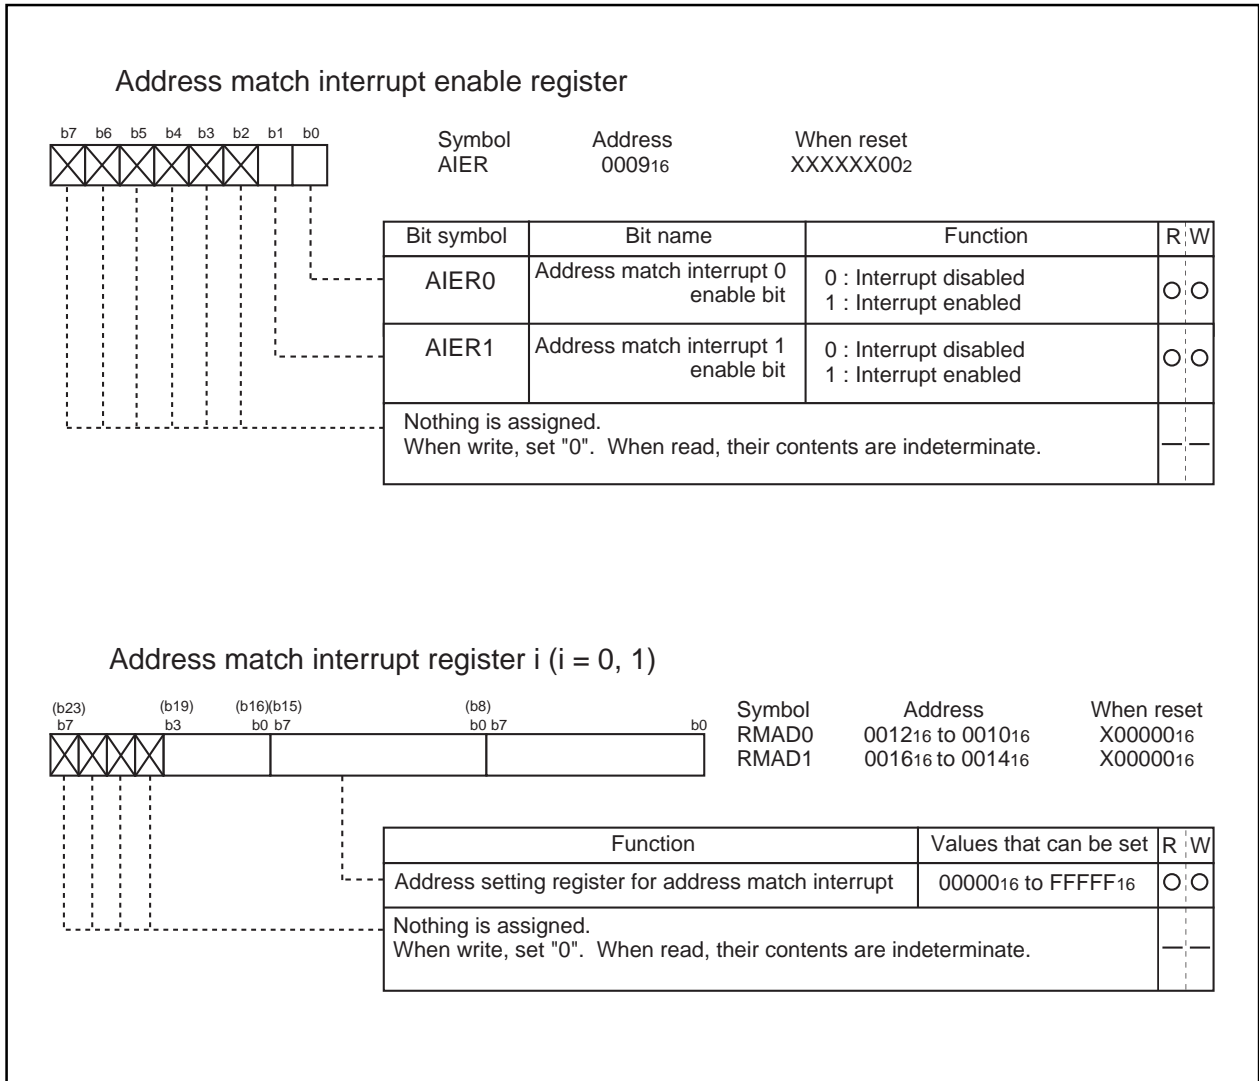 Address match interrupt enable register
b7 b6 b5 b4 b3 b2 b1 b0
Symbol Address When reset
AIER 000916 XXXXXX002
Bit symbol Bit name Function R W
AIER0 Address match interrupt 0 enable bit 0 : Interrupt disabled 1 : Interrupt enabled
AIER1 Address match interrupt 1 enable bit 0 : Interrupt disabled 1 : Interrupt enabled
Nothing is assigned.
When write, set "0". When read, their contents are indeterminate.
Address match interrupt register i (i = 0, 1)
(b23) (b19) (b16)(b15) (b8)
b7 b3 b0 b7 b0 b7 b0
Symbol Address When reset
RMAD0 001216 to 001016 X0000016
RMAD1 001616 to 001416 X0000016
Function Values that can be set R W
Address setting register for address match interrupt 0000016 to FFFFF16
Nothing is assigned.
When write, set "0". When read, their contents are indeterminate.